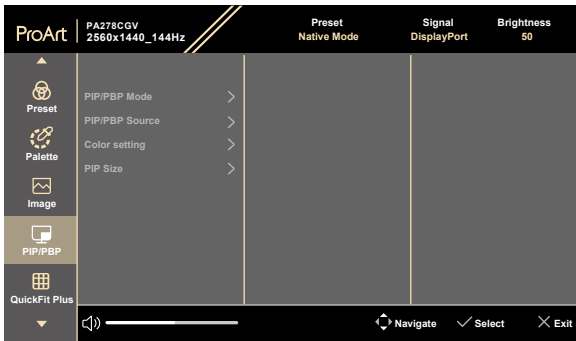 ProArt
PA278CGV
2560x1440_144Hz
Preset
Native Mode
Signal
DisplayPort
Brightness
50
Preset
Palette
Image
PIP/PBP
QuickFit Plus
PIP/PBP Mode
PIP/PBP Source
Color setting
PIP Size
Navigate
Select
Exit